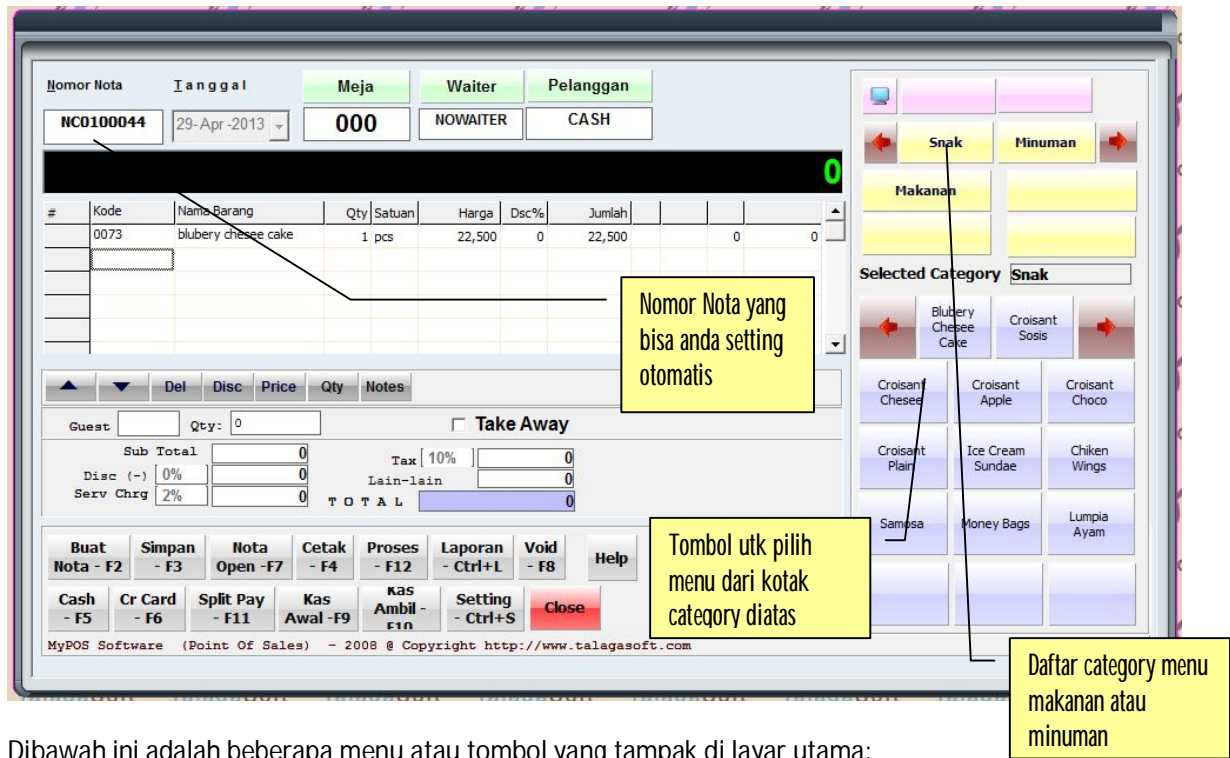 Nomor Nota Tanggal Meja Waiter Pelanggan
NC0100044 29-Apr-2013 000 NOWAITER CASH
0
# Kode Nama Barang Qty Satuan Harga Dsc% Jumlah
0073 blubery chesee cake 1 pcs 22,500 0 22,500 0 0
Del Disc Price Qty Notes
Guest Qty: 0 Take Away
Sub Total 0 Tax 10% 0
Disc (-) 0% 0 Lain-lain 0
Serv Chrg 2% 0 T O T A L 0
Buat Nota - F2
Simpan - F3
Nota Open -F7
Cetak - F4
Proses - F12
Laporan - Ctrl+L
Void - F8
Help
Cash - F5
Cr Card - F6
Split Pay - F11
Kas Awal -F9
Kas Ambil - F10
Setting - Ctrl+S
Close
MyPOS Software (Point Of Sales) - 2008 @ Copyright http://www.talagasoft.com
Snak Minuman
Makanan
Selected Category Snak
Blubery Chesee Cake
Croisant Sosis
Croisant Chesee
Croisant Apple
Croisant Choco
Croisant Plain
Ice Cream Sundae
Chiken Wings
Samosa
Money Bags
Lumpia Ayam
Nomor Nota yang
bisa anda setting
otomatis
Tombol utk pilih
menu dari kotak
category diatas
Daftar category menu
makanan atau
minuman
Dibawah ini adalah beberapa menu atau tombol yang tampak di layar utama: